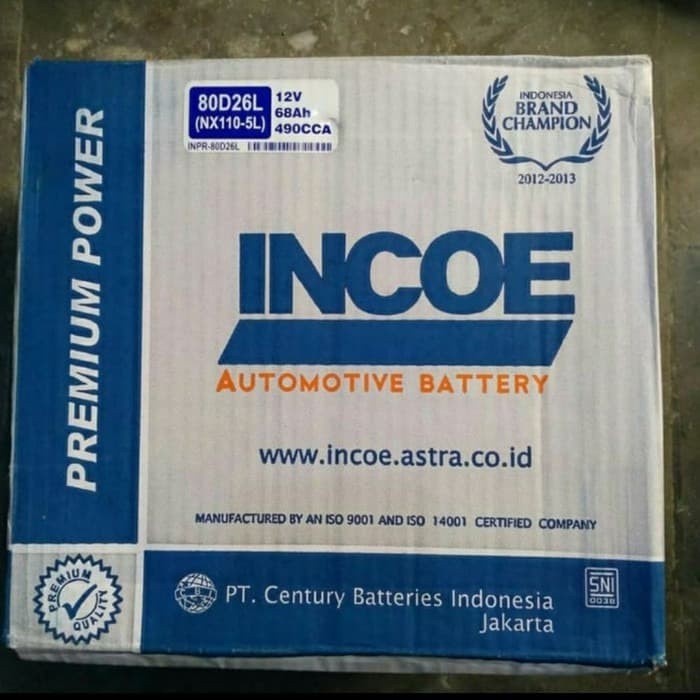 80D26L
(NX110-5L)
12V
68Ah
490CCA
INPR-80D26L
INDONESIA
BRAND
CHAMPION
2012-2013
PREMIUM POWER
INCOE
AUTOMOTIVE BATTERY
www.incoe.astra.co.id
MANUFACTURED BY AN ISO 9001 AND ISO 14001 CERTIFIED COMPANY
PREMIUM
QUALITY
PT. Century Batteries Indonesia
Jakarta
SNI
0038